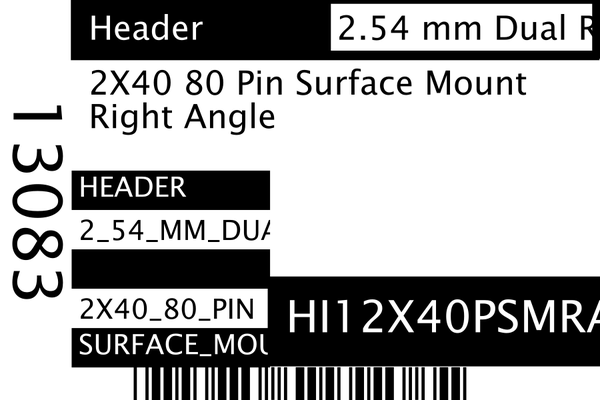 Header
2.54 mm Dual R
2X40 80 Pin Surface Mount
Right Angle
13083
HEADER
2_54_MM_DUA
2X40_80_PIN
SURFACE_MOU
HI12X40PSMRA